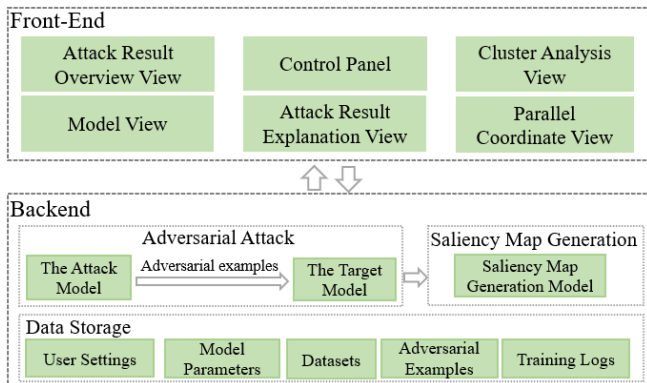 Front-End
Attack Result
Overview View
Control Panel
Cluster Analysis
View
Model View
Attack Result
Explanation View
Parallel
Coordinate View
Backend
Adversarial Attack
The Attack
Model
Adversarial examples
The Target
Model
Saliency Map Generation
Saliency Map
Generation Model
Data Storage
User Settings
Model
Parameters
Datasets
Adversarial
Examples
Training Logs